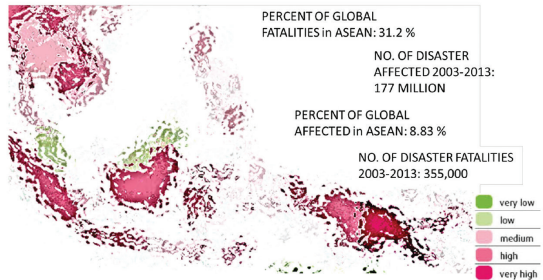 PERCENT OF GLOBAL
FATALITIES in ASEAN: 31.2 %
NO. OF DISASTER
AFFECTED 2003-2013:
177 MILLION
PERCENT OF GLOBAL
AFFECTED in ASEAN: 8.83 %
NO. OF DISASTER FATALITIES
2003-2013: 355,000
very low
low
medium
high
very high